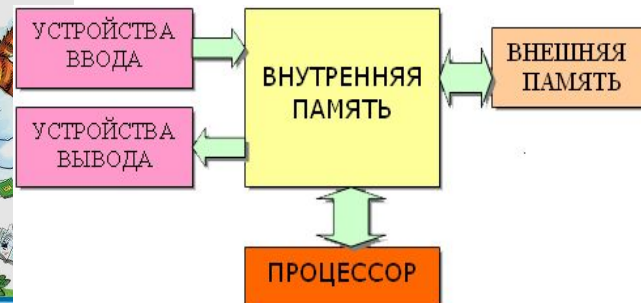 УСТРОЙСТВА
ВВОДА
УСТРОЙСТВА
ВЫВОДА
ВНУТРЕННЯЯ
ПАМЯТЬ
ВНЕШНЯЯ
ПАМЯТЬ
ПРОЦЕССОР